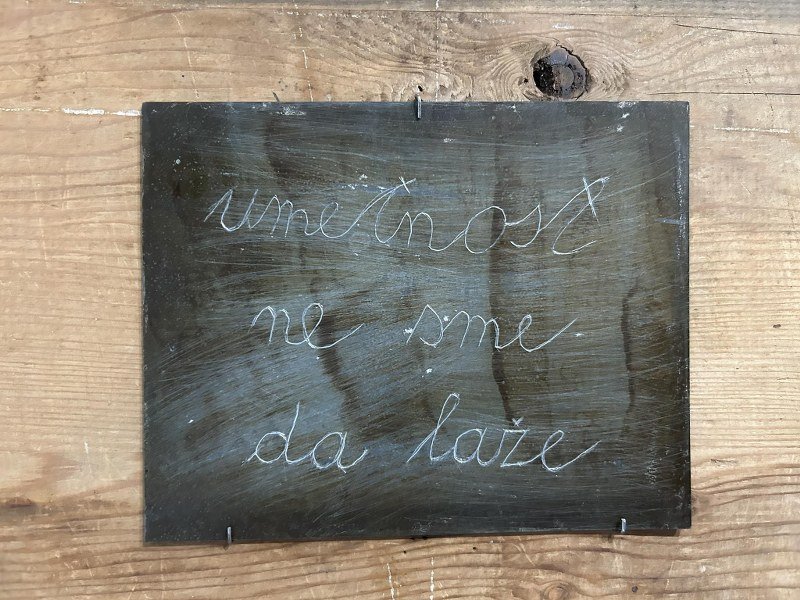 umetnost
ne sme
da laže